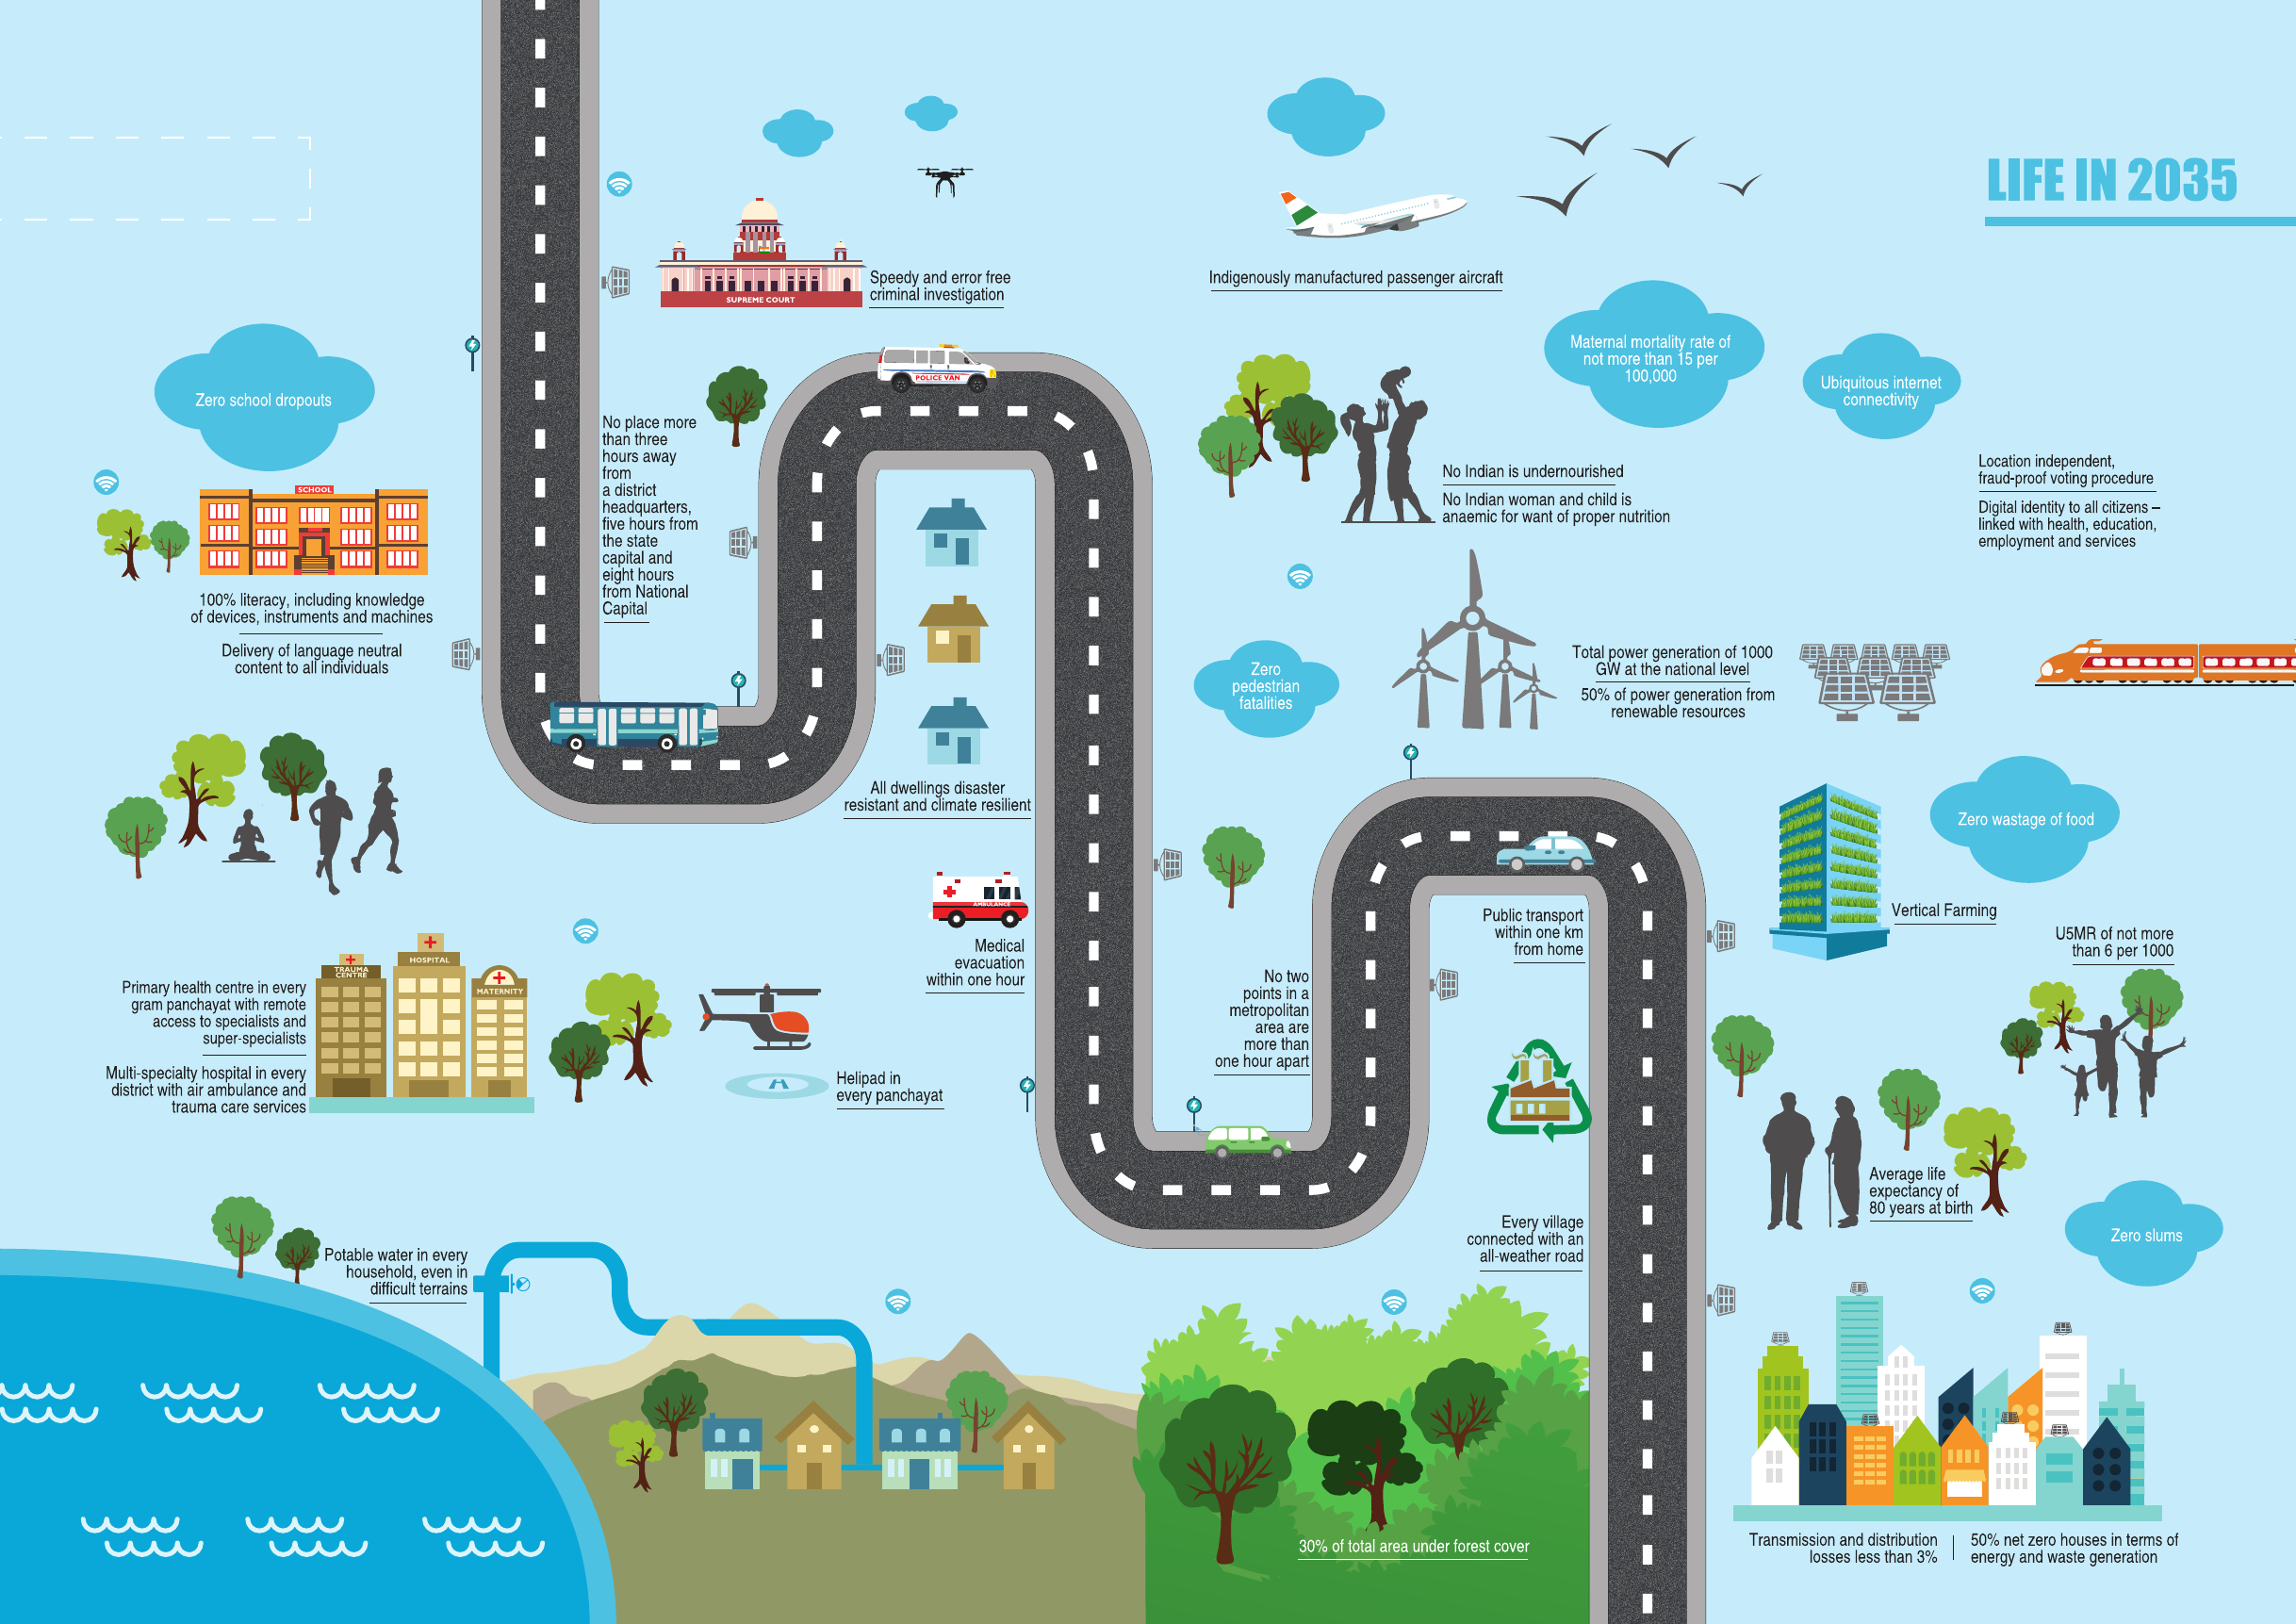 LIFE IN 2035
SUPREME COURT
Speedy and error free
criminal investigation
Indigenously manufactured passenger aircraft
Maternal mortality rate of
not more than 15 per
100,000
Ubiquitous internet
connectivity
Zero school dropouts
POLICE VAN
No place more
than three
hours away
from
a district
headquarters,
five hours from
the state
capital and
eight hours
from National
Capital
SCHOOL
100% literacy, including knowledge
of devices, instruments and machines
Delivery of language neutral
content to all individuals
No Indian is undernourished
No Indian woman and child is
anaemic for want of proper nutrition
Location independent,
fraud-proof voting procedure
Digital identity to all citizens –
linked with health, education,
employment and services
Zero
pedestrian
fatalities
Total power generation of 1000
GW at the national level
50% of power generation from
renewable resources
All dwellings disaster
resistant and climate resilient
Zero wastage of food
Vertical Farming
AMBULANCE
Medical
evacuation
within one hour
Public transport
within one km
from home
No two
points in a
metropolitan
area are
more than
one hour apart
U5MR of not more
than 6 per 1000
TRAUMA
CENTRE
HOSPITAL
MATERNITY
Primary health centre in every
gram panchayat with remote
access to specialists and
super-specialists
Multi-specialty hospital in every
district with air ambulance and
trauma care services
Helipad in
every panchayat
Average life
expectancy of
80 years at birth
Zero slums
Every village
connected with an
all-weather road
Potable water in every
household, even in
difficult terrains
30% of total area under forest cover
Transmission and distribution
losses less than 3%
50% net zero houses in terms of
energy and waste generation